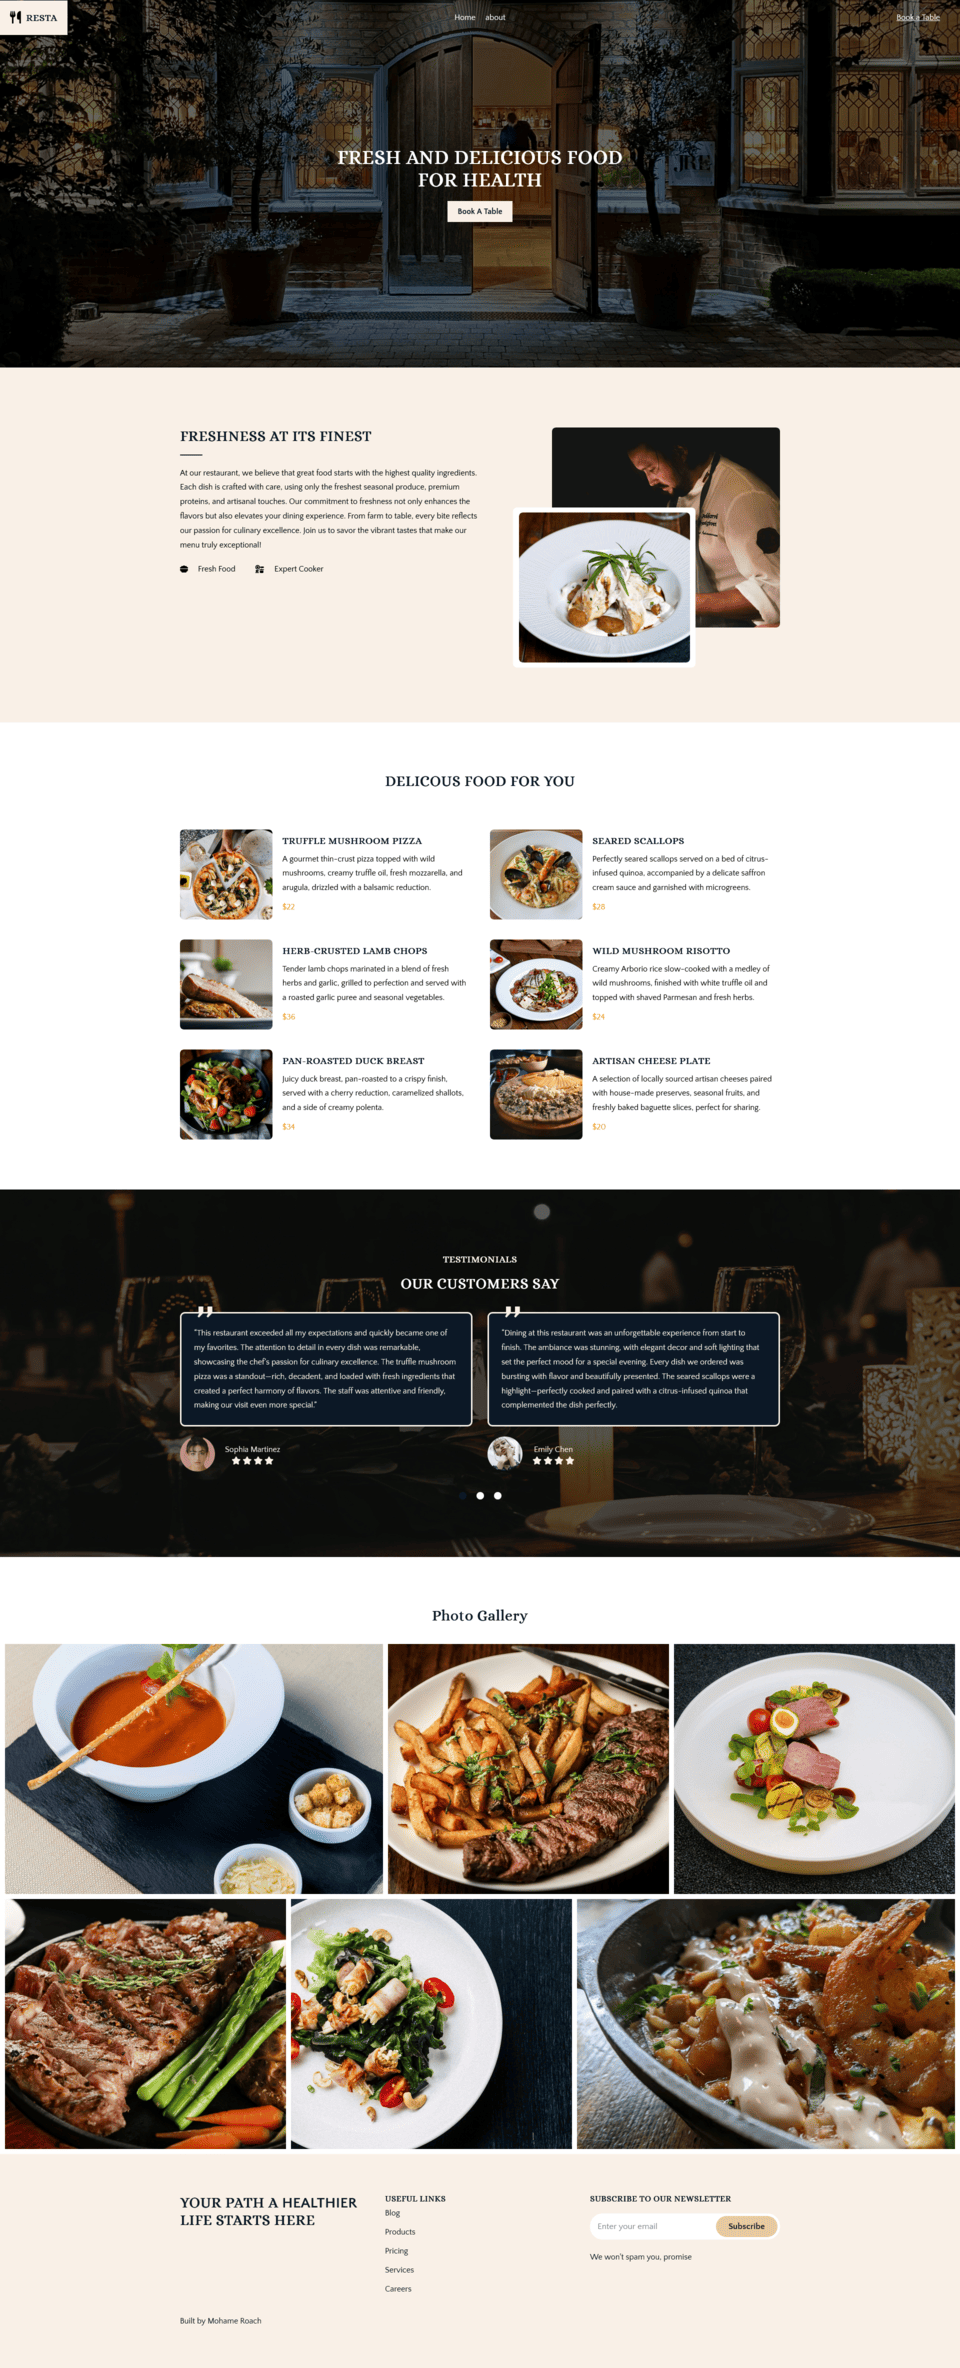 RESTA
Home about
Book a Table
FRESH AND DELICIOUS FOOD
FOR HEALTH
Book A Table
FRESHNESS AT ITS FINEST
At our restaurant, we believe that great food starts with the highest quality ingredients.
Each dish is crafted with care, using only the freshest seasonal produce, premium
proteins, and artisanal touches. Our commitment to freshness not only enhances the
flavors but also elevates your dining experience. From farm to table, every bite reflects
our passion for culinary excellence. Join us to savor the vibrant tastes that make our
menu truly exceptional!
Fresh Food Expert Cooker
DELICOUS FOOD FOR YOU
TRUFFLE MUSHROOM PIZZA
A gourmet thin-crust pizza topped with wild
mushrooms, creamy truffle oil, fresh mozzarella, and
arugula, drizzled with a balsamic reduction.
$22
SEARED SCALLOPS
Perfectly seared scallops served on a bed of citrus-
infused quinoa, accompanied by a delicate saffron
cream sauce and garnished with microgreens.
$28
HERB-CRUSTED LAMB CHOPS
Tender lamb chops marinated in a blend of fresh
herbs and garlic, grilled to perfection and served with
a roasted garlic puree and seasonal vegetables.
$36
WILD MUSHROOM RISOTTO
Creamy Arborio rice slow-cooked with a medley of
wild mushrooms, finished with white truffle oil and
topped with shaved Parmesan and fresh herbs.
$24
PAN-ROASTED DUCK BREAST
Juicy duck breast, pan-roasted to a crispy finish,
served with a cherry reduction, caramelized shallots,
and a side of creamy polenta.
$34
ARTISAN CHEESE PLATE
A selection of locally sourced artisan cheeses paired
with house-made preserves, seasonal fruits, and
freshly baked baguette slices, perfect for sharing.
$20
TESTIMONIALS
OUR CUSTOMERS SAY
"This restaurant exceeded all my expectations and quickly became one of
my favorites. The attention to detail in every dish was remarkable,
showcasing the chef's passion for culinary excellence. The truffle mushroom
pizza was a standout—rich, decadent, and loaded with fresh ingredients that
created a perfect harmony of flavors. The staff was attentive and friendly,
making our visit even more special."
Sophia Martinez
"Dining at this restaurant was an unforgettable experience from start to
finish. The ambiance was stunning, with elegant decor and soft lighting that
set the perfect mood for a special evening. Every dish we ordered was
bursting with flavor and beautifully presented. The seared scallops were a
highlight—perfectly cooked and paired with a citrus-infused quinoa that
complemented the dish perfectly.
Emily Chen
Photo Gallery
YOUR PATH A HEALTHIER
LIFE STARTS HERE
USEFUL LINKS
Blog
Products
Pricing
Services
Careers
SUBSCRIBE TO OUR NEWSLETTER
Enter your email
Subscribe
We won't spam you, promise
Built by Mohame Roach